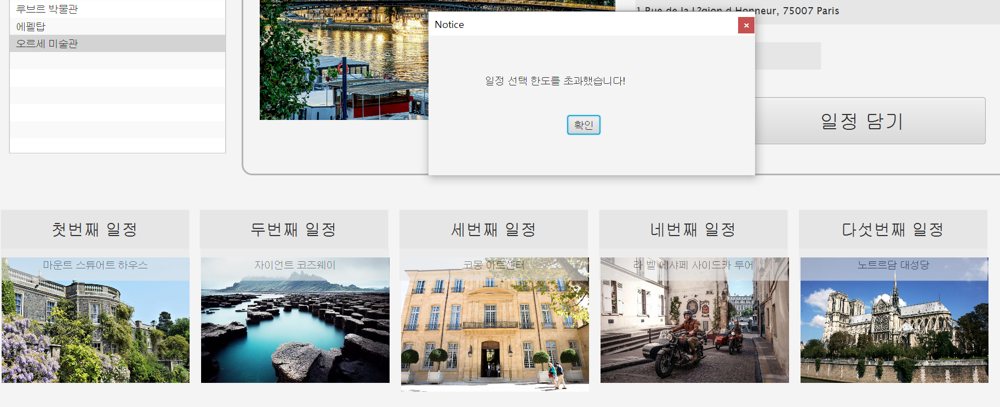 루브르 박물관
에펠탑
오르세 미술관
1 Rue de la L?gion d Honneur, 75007 Paris
Notice
일정 선택 한도를 초과했습니다!
확인
일정 담기
첫번째 일정
두번째 일정
세번째 일정
네번째 일정
다섯번째 일정
마운트 스튜어트 하우스
자이언트 코즈웨이
코몽 아트센터
라 벨 에샤페 사이드카 투어
노트르담 대성당